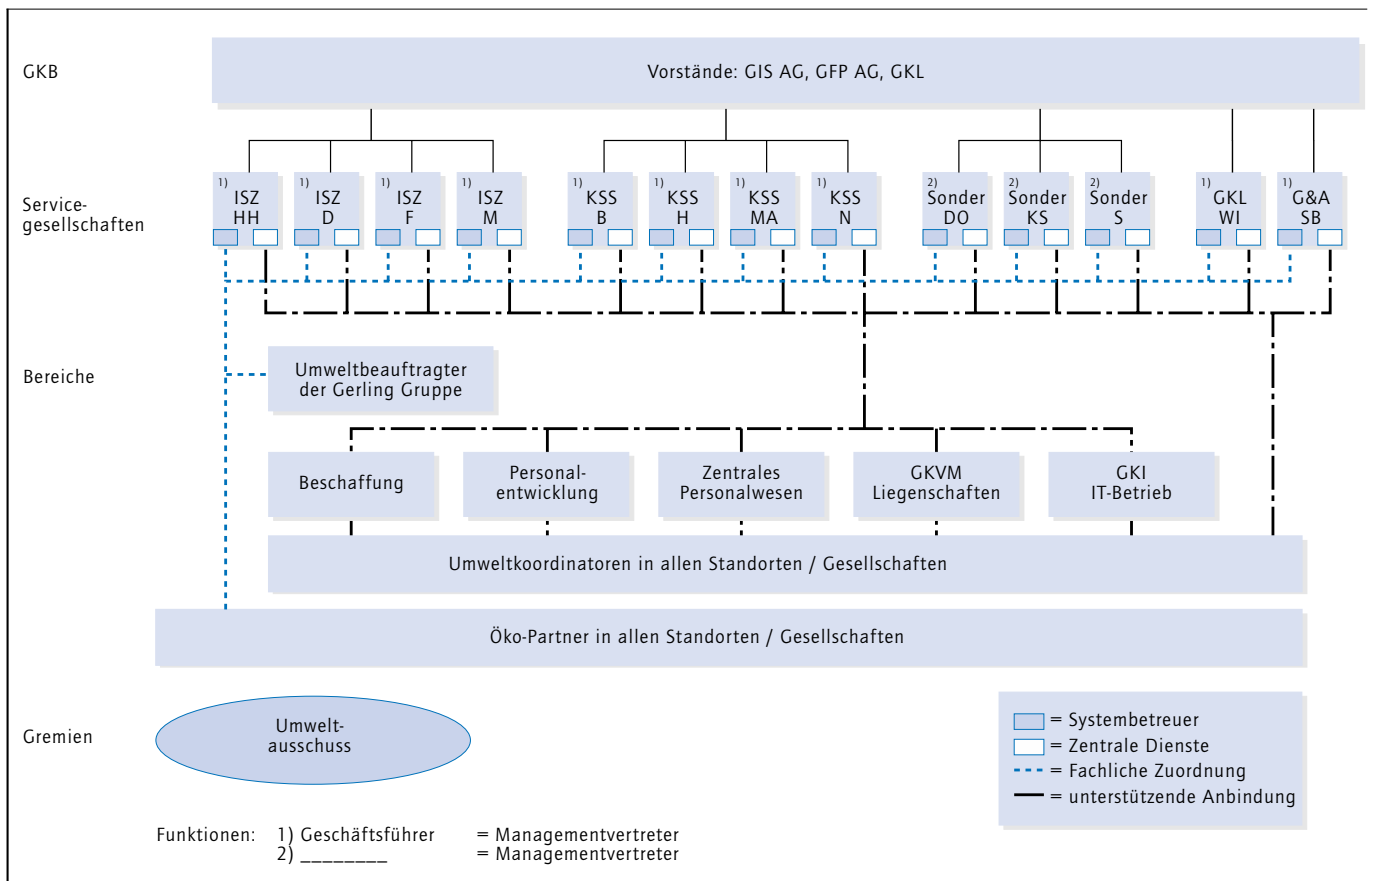 GKB
Vorstände: GIS AG, GFP AG, GKL
Service-
gesellschaften
1)
ISZ
HH
1)
ISZ
D
1)
ISZ
F
1)
ISZ
M
1)
KSS
B
1)
KSS
H
1)
KSS
MA
1)
KSS
N
2)
Sonder
DO
2)
Sonder
KS
2)
Sonder
S
1)
GKL
WI
1)
G&A
SB
Bereiche
Umweltbeauftragter
der Gerling Gruppe
Beschaffung
Personal-
entwicklung
Zentrales
Personalwesen
GKVM
Liegenschaften
GKI
IT-Betrieb
Umweltkoordinatoren in allen Standorten / Gesellschaften
Öko-Partner in allen Standorten / Gesellschaften
Gremien
Umwelt-
ausschuss
= Systembetreuer
= Zentrale Dienste
= Fachliche Zuordnung
= unterstützende Anbindung
Funktionen: 1) Geschäftsführer = Managementvertreter
2) ________ = Managementvertreter